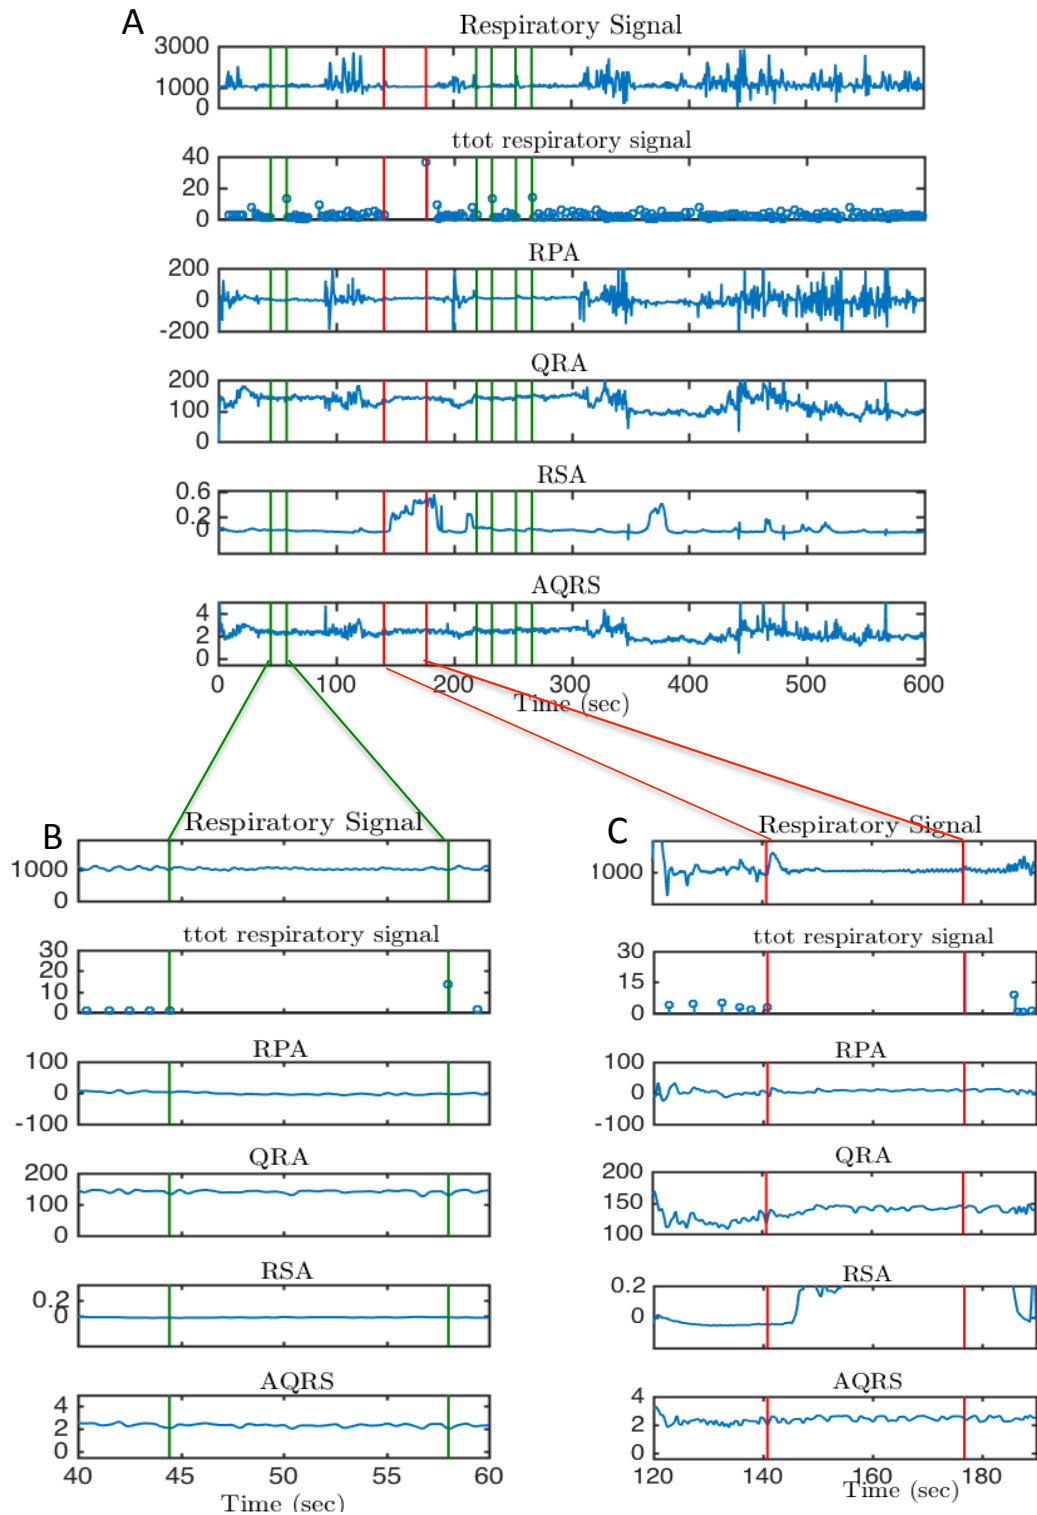 A
Respiratory Signal
3000
1000
0
ttot respiratory signal
40
20
0
RPA
200
0
-200
QRA
200
100
0
RSA
0.6
0.2
0
AQRS
4
2
0
0 100 200 300 400 500 600
Time (sec)
B
Respiratory Signal
1000
0
ttot respiratory signal
30
20
10
0
RPA
100
0
-100
QRA
200
100
0
RSA
0.2
0
AQRS
4
2
0
40 45 50 55 60
Time (sec)
C
Respiratory Signal
1000
ttot respiratory signal
30
15
0
RPA
100
0
-100
QRA
200
150
100
RSA
0.2
0
AQRS
4
2
0
120 140 160 180
Time (sec)